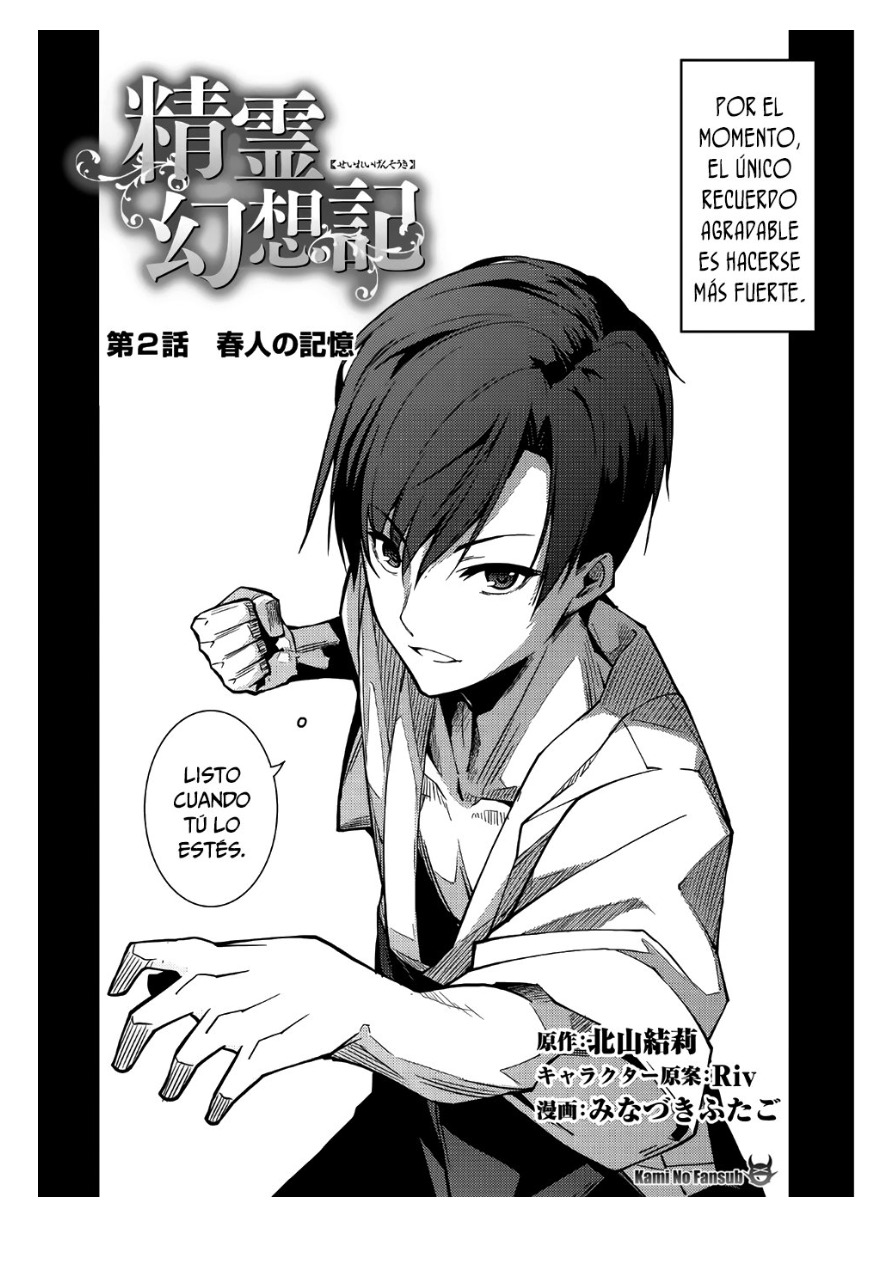 精霊
【せいれいげんそうき】
幻想記
第2話 春人の記憶
POR EL
MOMENTO,
EL ÚNICO
RECUERDO
AGRADABLE
ES HACERSE
MÁS FUERTE.
LISTO
CUANDO
TÚ LO
ESTÉS.
原作:北山結莉
キャラクター原案:Riv
漫画:みなづきふたご
Kami No Fansub